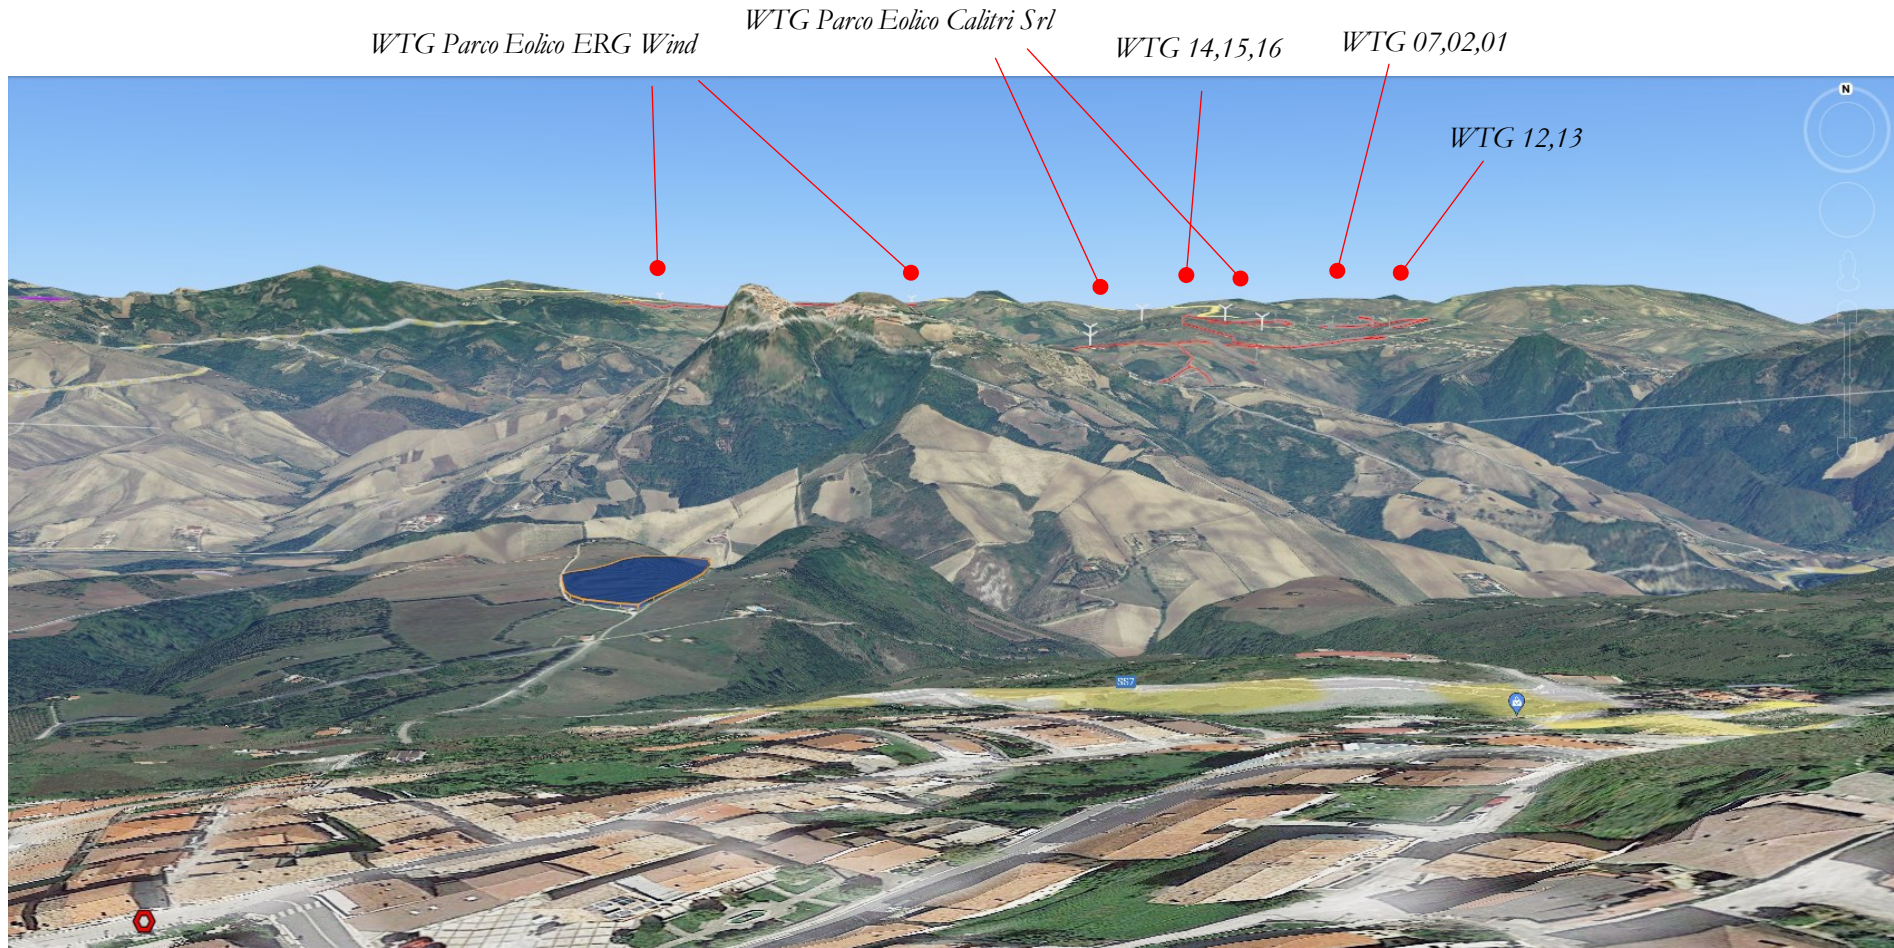 WTG Parco Eolico ERG Wind
WTG Parco Eolico Calitri Srl
WTG 14,15,16
WTG 07,02,01
WTG 12,13
N
SS7